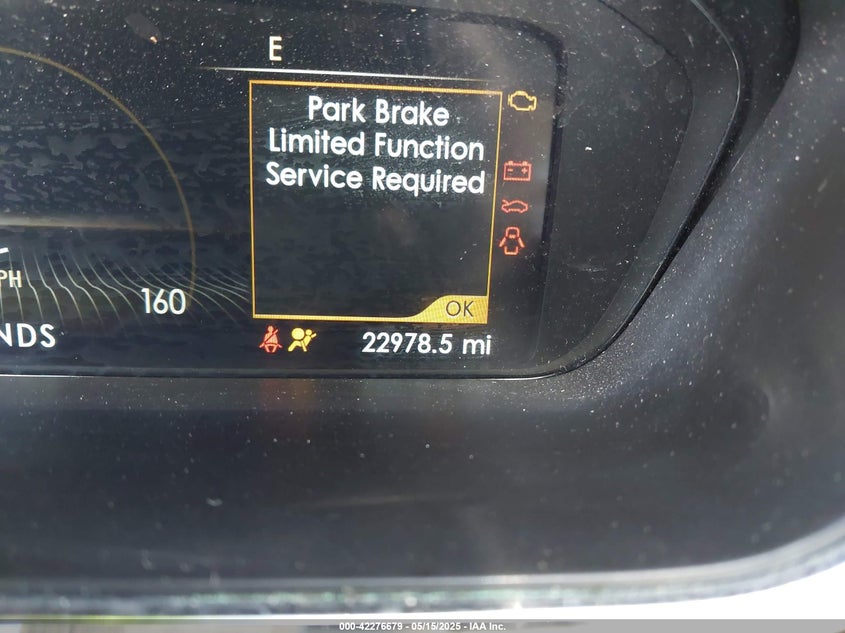 E
Park Brake
Limited Function
Service Required
OK
PH
160
NDS
22978.5 mi
000-42276679 - 05/15/2025 - IAA Inc.